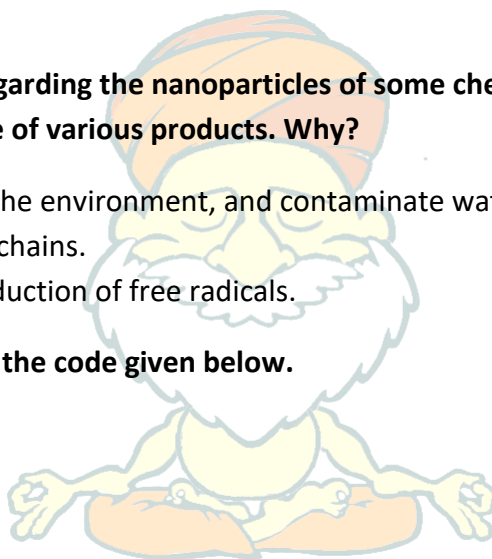 garding the nanoparticles of some che
e of various products. Why?
he environment, and contaminate wat
chains.
duction of free radicals.
the code given below.